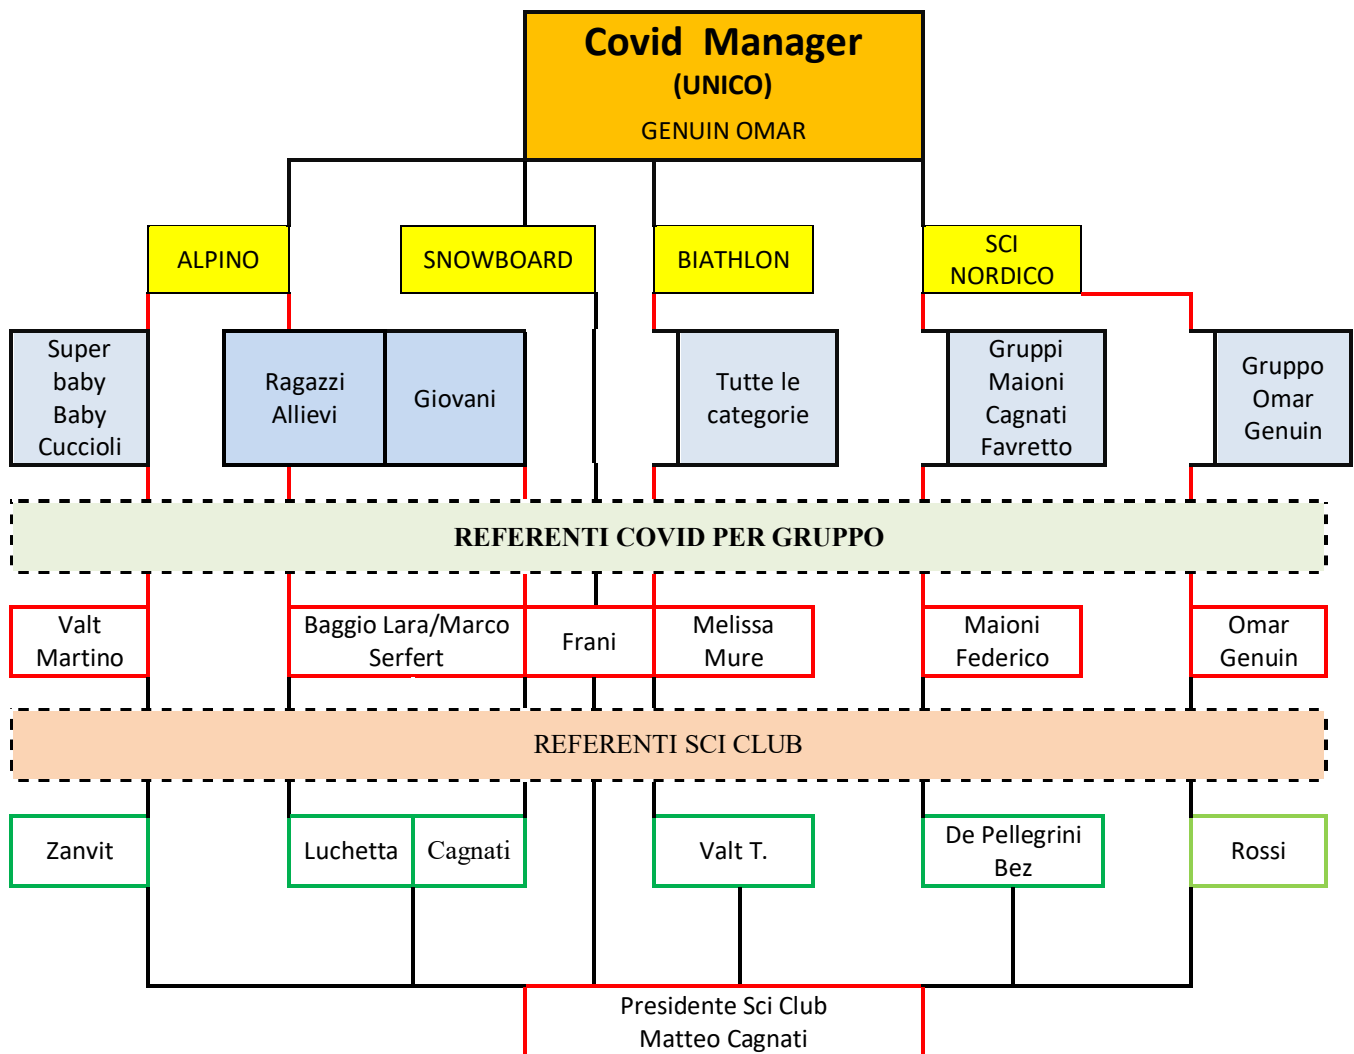 Covid Manager
(UNICO)
GENUIN OMAR
ALPINO
SNOWBOARD
BIATHLON
SCI
NORDICO
Super
baby
Baby
Cuccioli
Ragazzi
Allievi
Giovani
Tutte le
categorie
Gruppi
Maioni
Cagnati
Favretto
Gruppo
Omar
Genuin
REFERENTI COVID PER GRUPPO
Valt
Martino
Baggio Lara/Marco
Serfert
Frani
Melissa
Mure
Maioni
Federico
Omar
Genuin
REFERENTI SCI CLUB
Zanvit
Luchetta
Cagnati
Valt T.
De Pellegrini
Bez
Rossi
Presidente Sci Club
Matteo Cagnati